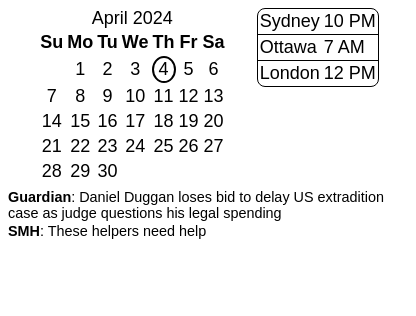 April 2024
Su Mo Tu We Th Fr Sa
1 2 3 4 5 6
7 8 9 10 11 12 13
14 15 16 17 18 19 20
21 22 23 24 25 26 27
28 29 30
Sydney 10 PM
Ottawa 7 AM
London 12 PM
Guardian: Daniel Duggan loses bid to delay US extradition
case as judge questions his legal spending
SMH: These helpers need help